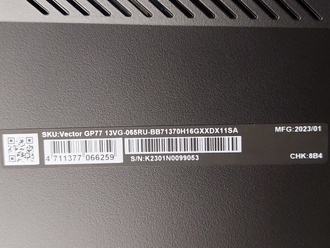 SKU:Vector GP77 13VG-065RU-BB71370H16GXXDX11SA
MFG:2023/01
4 711377 066259
S/N:K2301N0099053
CHK:8B4